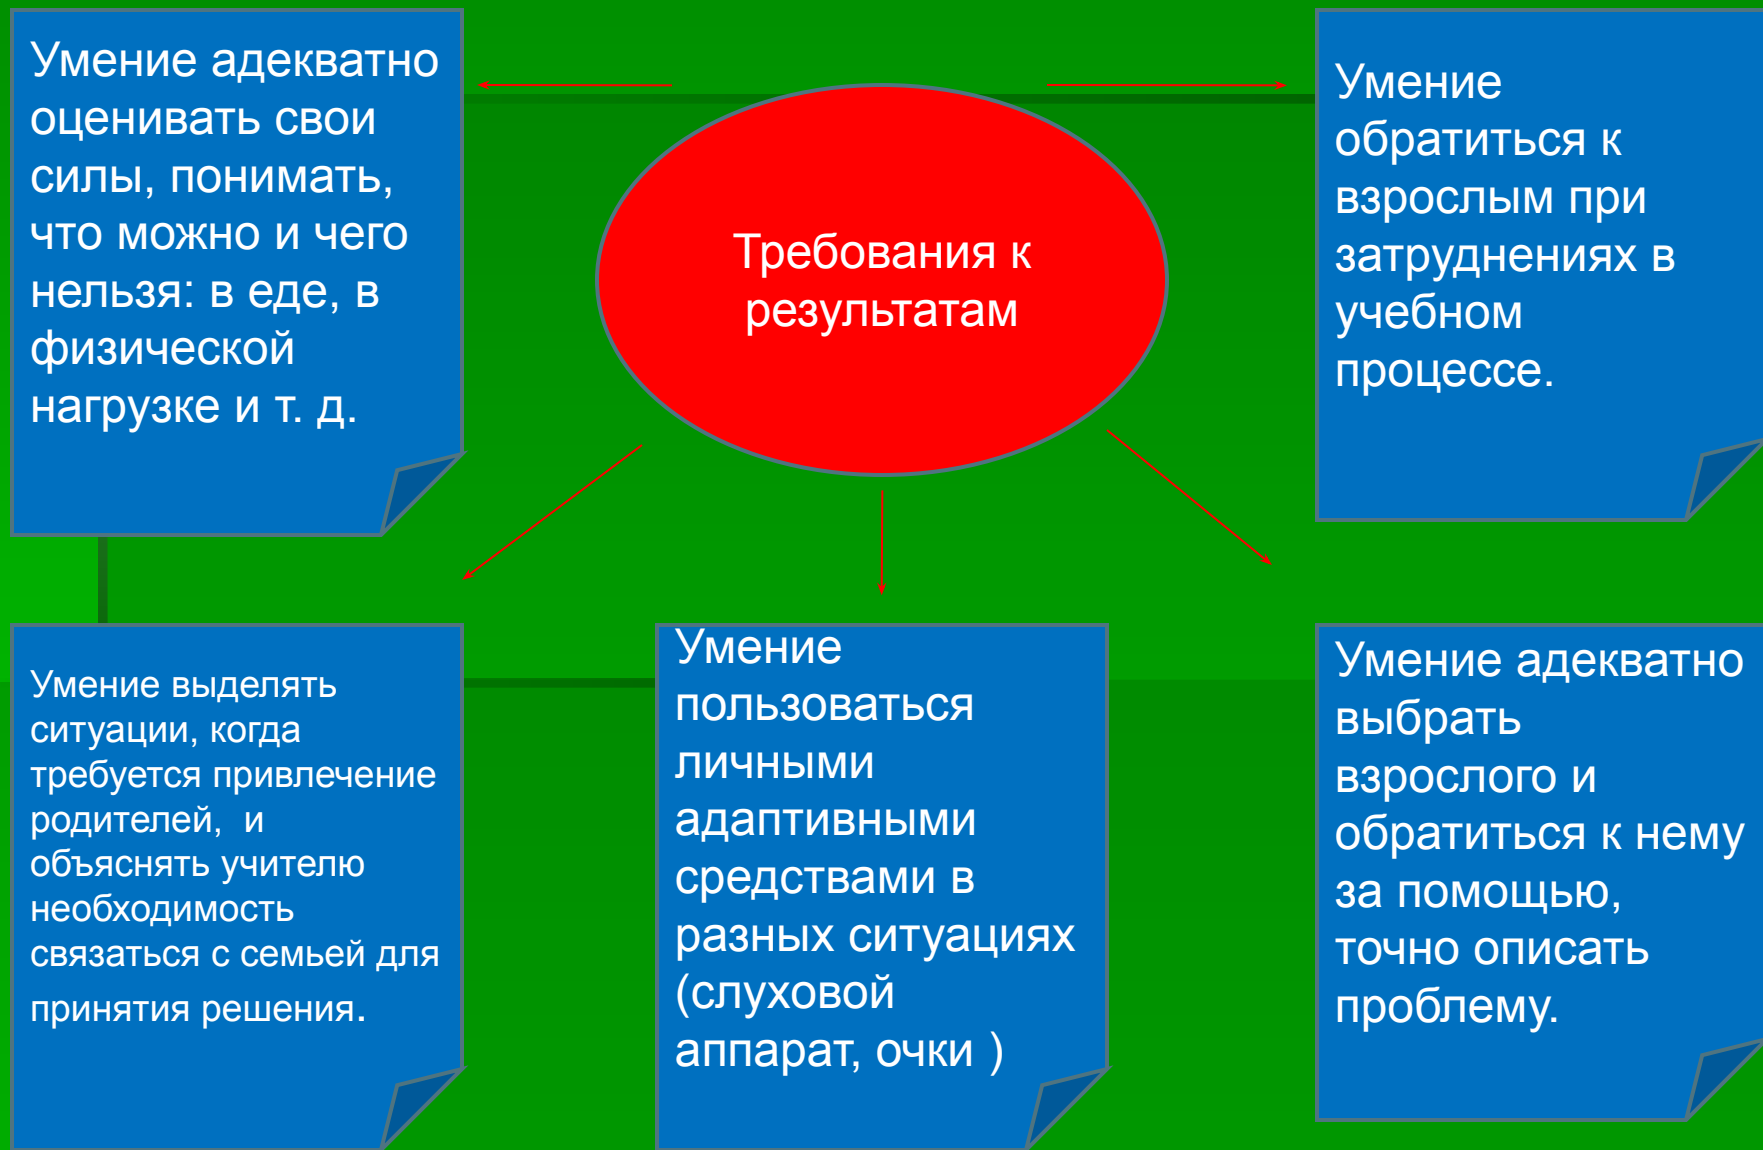 Умение адекватно
оценивать свои
силы, понимать,
что можно и чего
нельзя: в еде, в
физической
нагрузке и т. д.
Требования к
результатам
Умение
обратиться к
взрослым при
затруднениях в
учебном
процессе.
Умение выделять
ситуации, когда
требуется привлечение
родителей,  и
объяснять учителю
необходимость
связаться с семьей для
принятия решения.
Умение
пользоваться
личными
адаптивными
средствами в
разных ситуациях
(слуховой
аппарат, очки )
Умение адекватно
выбрать
взрослого и
обратиться к нему
за помощью,
точно описать
проблему.